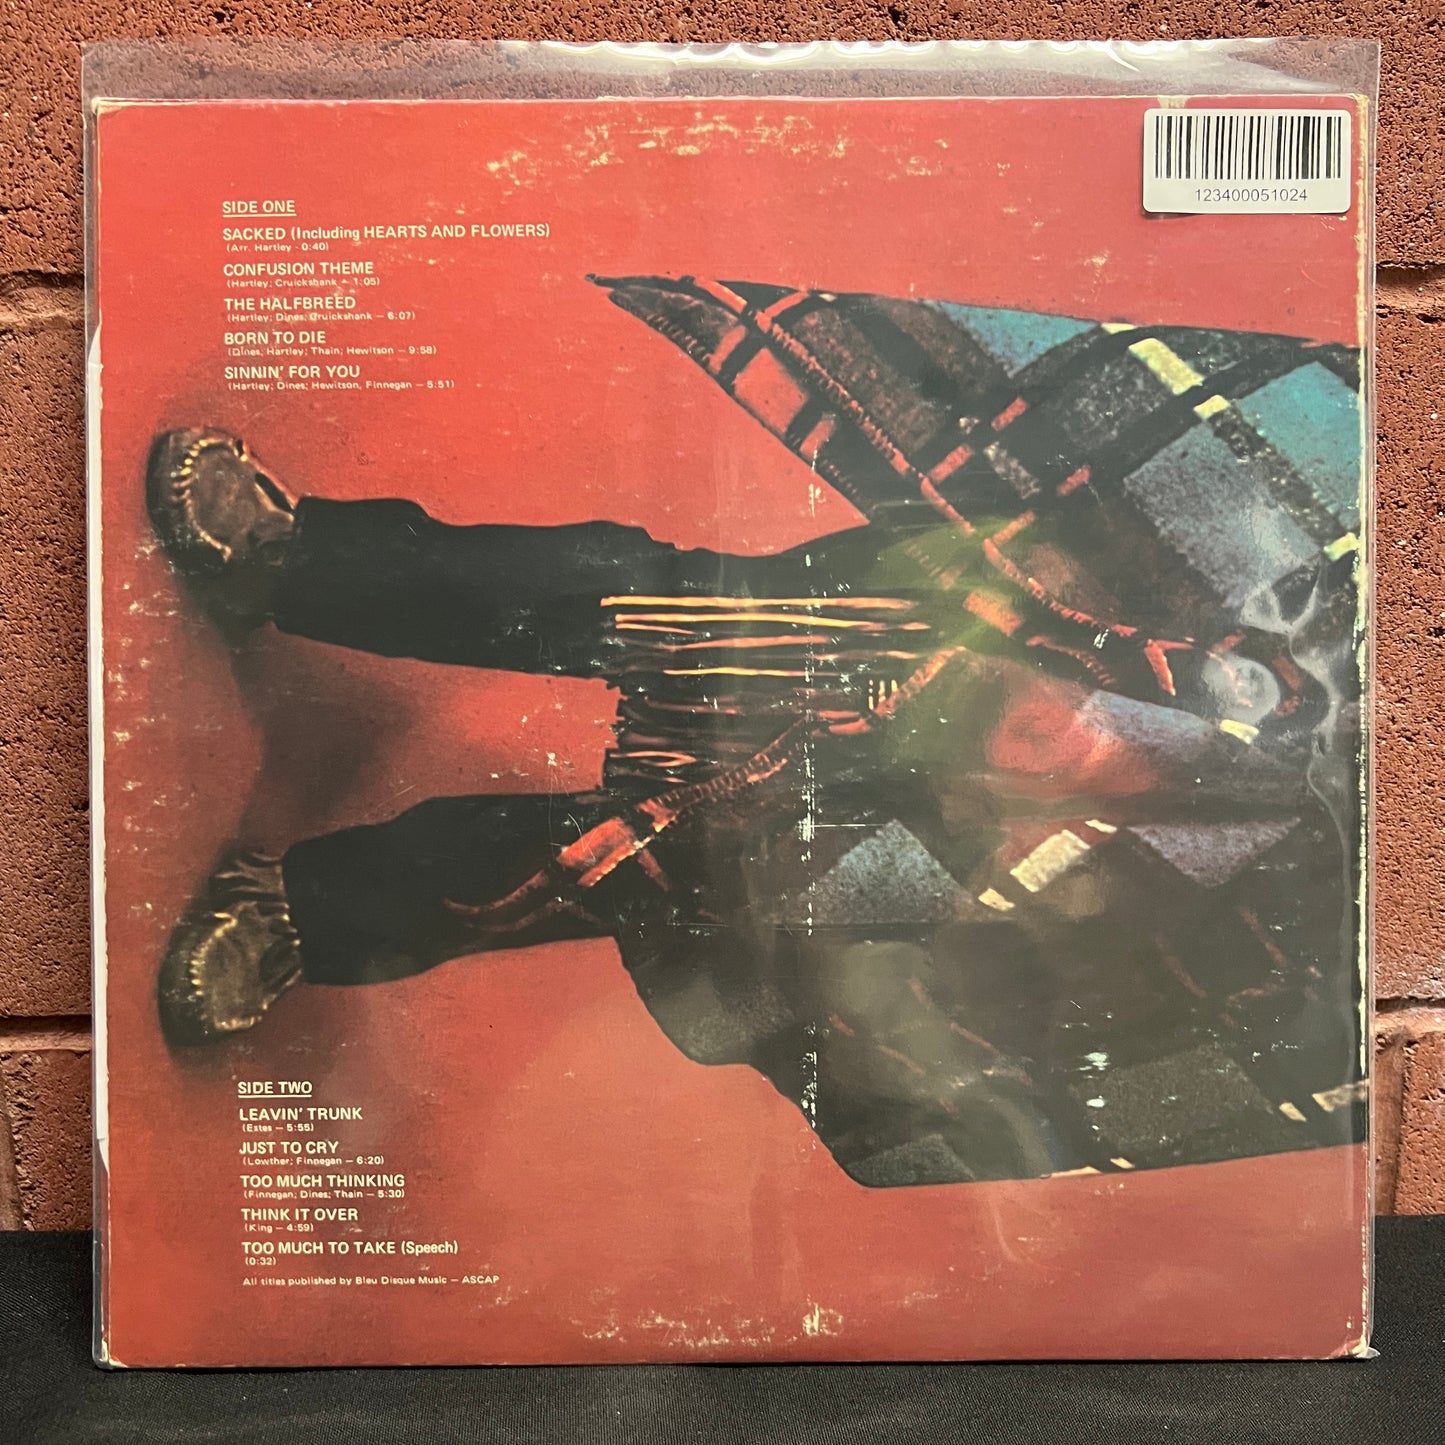 123400051024
SIDE ONE
SACKED (Including HEARTS AND FLOWERS)
(Arr. Hartley - 0:40)
CONFUSION THEME
(Hartley; Cruickshank — 1:05)
THE HALFBREED
(Hartley; Dines; Cruickshank — 6:07)
BORN TO DIE
(Dines; Hartley; Thain; Hewitson — 9:58)
SINNIN' FOR YOU
(Hartley; Dines; Hewitson, Finnegan — 5:51)
SIDE TWO
LEAVIN' TRUNK
(Estes — 5:55)
JUST TO CRY
(Lowther; Finnegan — 6:20)
TOO MUCH THINKING
(Finnegan; Dines; Thain — 5:30)
THINK IT OVER
(King — 4:59)
TOO MUCH TO TAKE (Speech)
(0:32)
All titles published by Bleu Disque Music — ASCAP